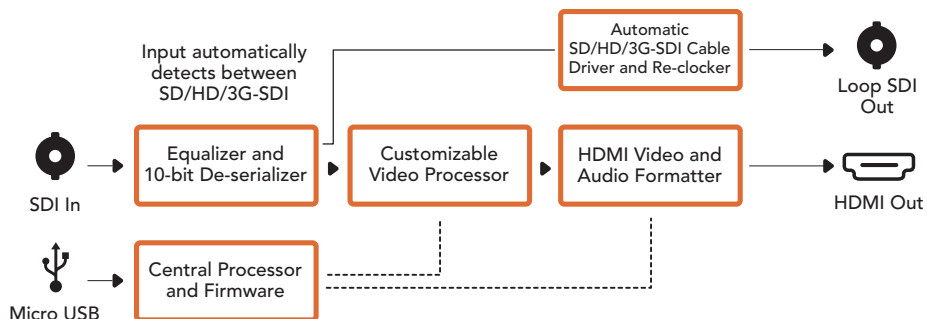 Input automatically
detects between
SD/HD/3G-SDI
Automatic
SD/HD/3G-SDI Cable
Driver and Re-clocker
Loop SDI
Out
SDI In
Equalizer and
10-bit De-serializer
Customizable
Video Processor
HDMI Video and
Audio Formatter
HDMI Out
Micro USB
Central Processor
and Firmware